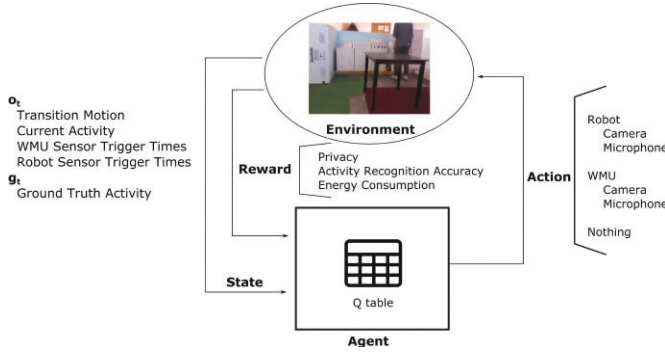 o_t
Transition Motion
Current Activity
WMU Sensor Trigger Times
Robot Sensor Trigger Times
g_t
Ground Truth Activity
Environment
Reward
Privacy
Activity Recognition Accuracy
Energy Consumption
Action
Robot
Camera
Microphone
WMU
Camera
Microphone
Nothing
State
Q table
Agent